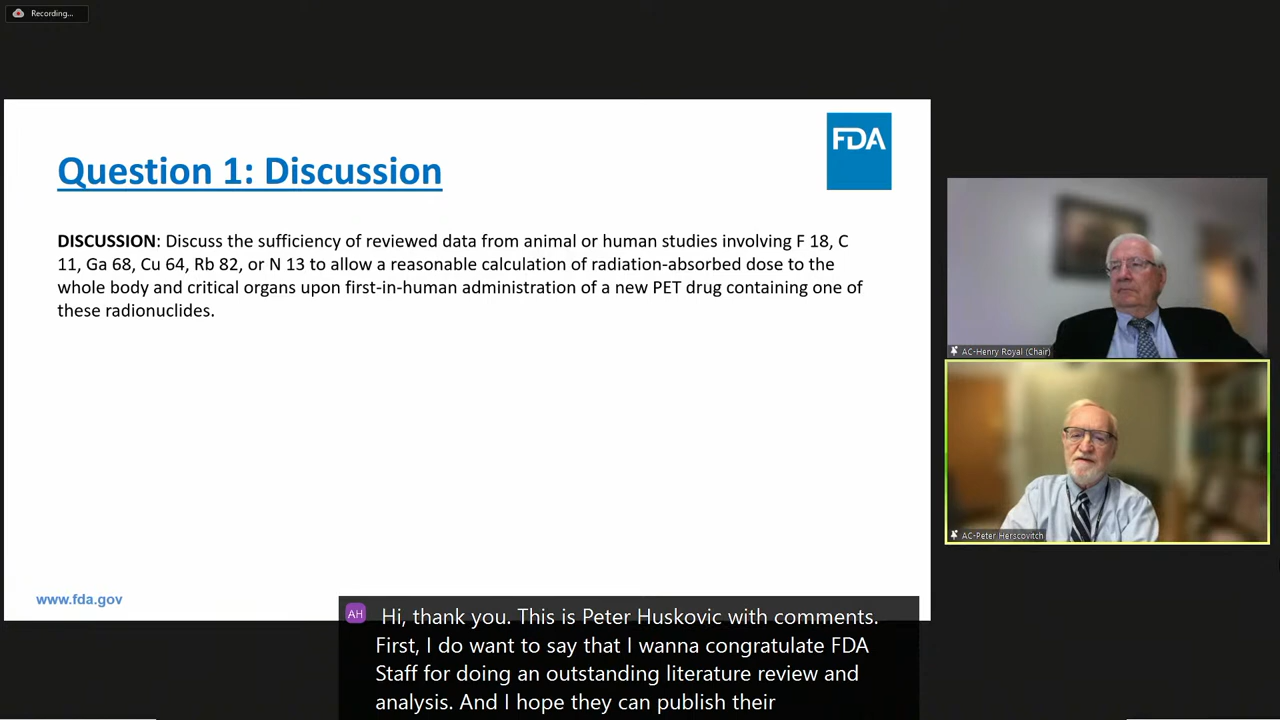 Recording...
FDA
Question 1: Discussion
DISCUSSION: Discuss the sufficiency of reviewed data from animal or human studies involving F 18, C
11, Ga 68, Cu 64, Rb 82, or N 13 to allow a reasonable calculation of radiation-absorbed dose to the
whole body and critical organs upon first-in-human administration of a new PET drug containing one of
these radionuclides.
AC-Henry Royal (Chair)
AC-Peter Herscovitch
www.fda.gov
AH
Hi, thank you. This is Peter Huskovic with comments.
First, I do want to say that I wanna congratulate FDA
Staff for doing an outstanding literature review and
analysis. And I hope they can publish their